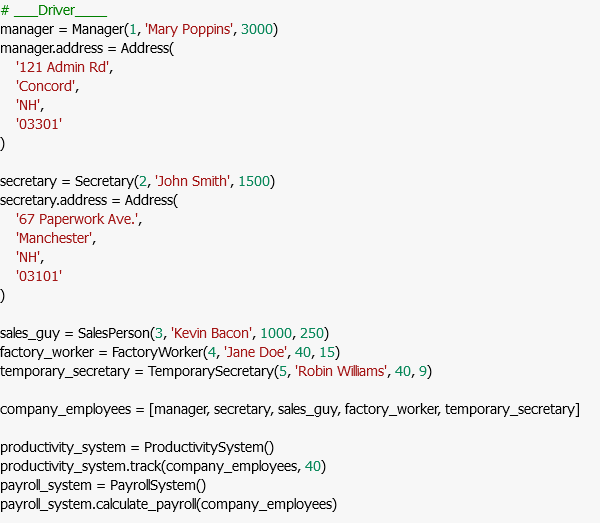 # ___Driver____
manager = Manager(1, 'Mary Poppins', 3000)
manager.address = Address(
    '121 Admin Rd',
    'Concord',
    'NH',
    '03301'
)

secretary = Secretary(2, 'John Smith', 1500)
secretary.address = Address(
    '67 Paperwork Ave.',
    'Manchester',
    'NH',
    '03101'
)

sales_guy = SalesPerson(3, 'Kevin Bacon', 1000, 250)
factory_worker = FactoryWorker(4, 'Jane Doe', 40, 15)
temporary_secretary = TemporarySecretary(5, 'Robin Williams', 40, 9)

company_employees = [manager, secretary, sales_guy, factory_worker, temporary_secretary]

productivity_system = ProductivitySystem()
productivity_system.track(company_employees, 40)
payroll_system = PayrollSystem()
payroll_system.calculate_payroll(company_employees)